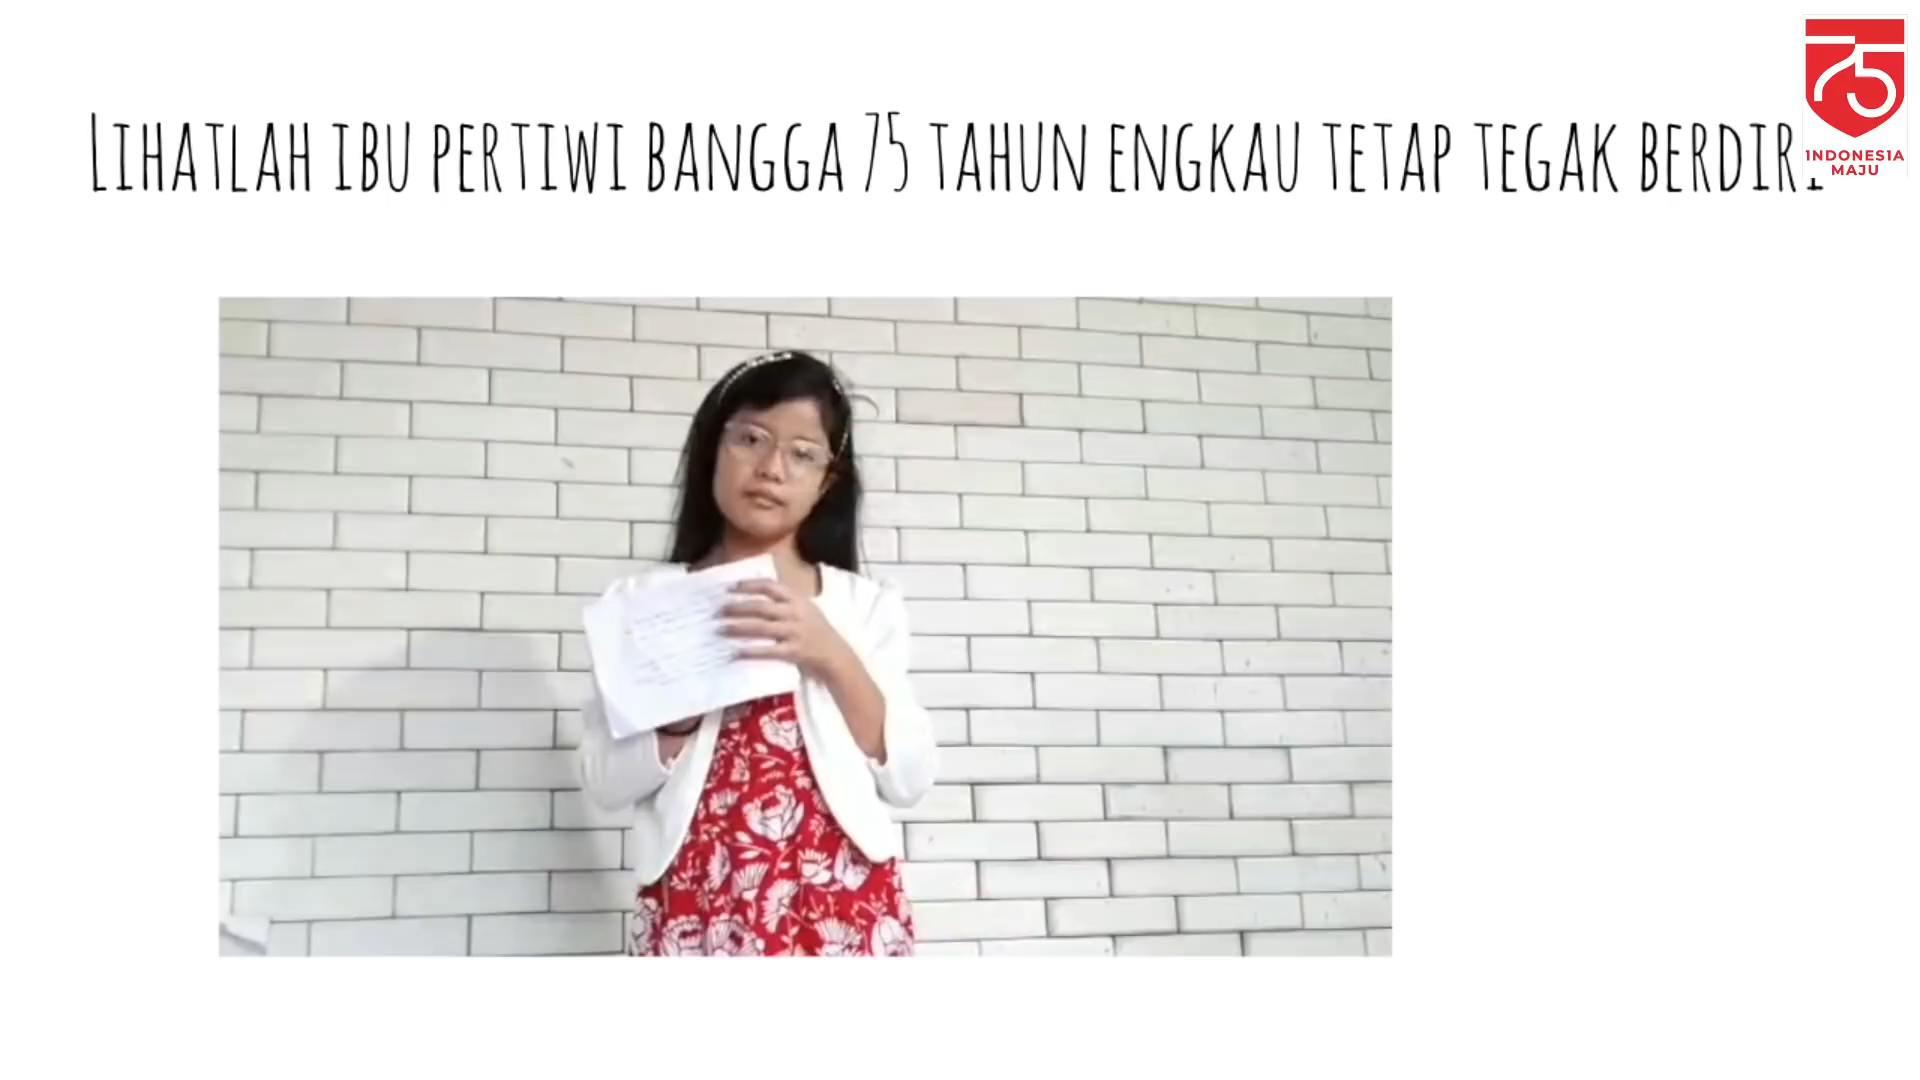 LIHATLAH IBU PERTIWI BANGGA 75 TAHUN ENGKAU TETAP TEGAK BERDIRI
75
INDONESIA
MAJU